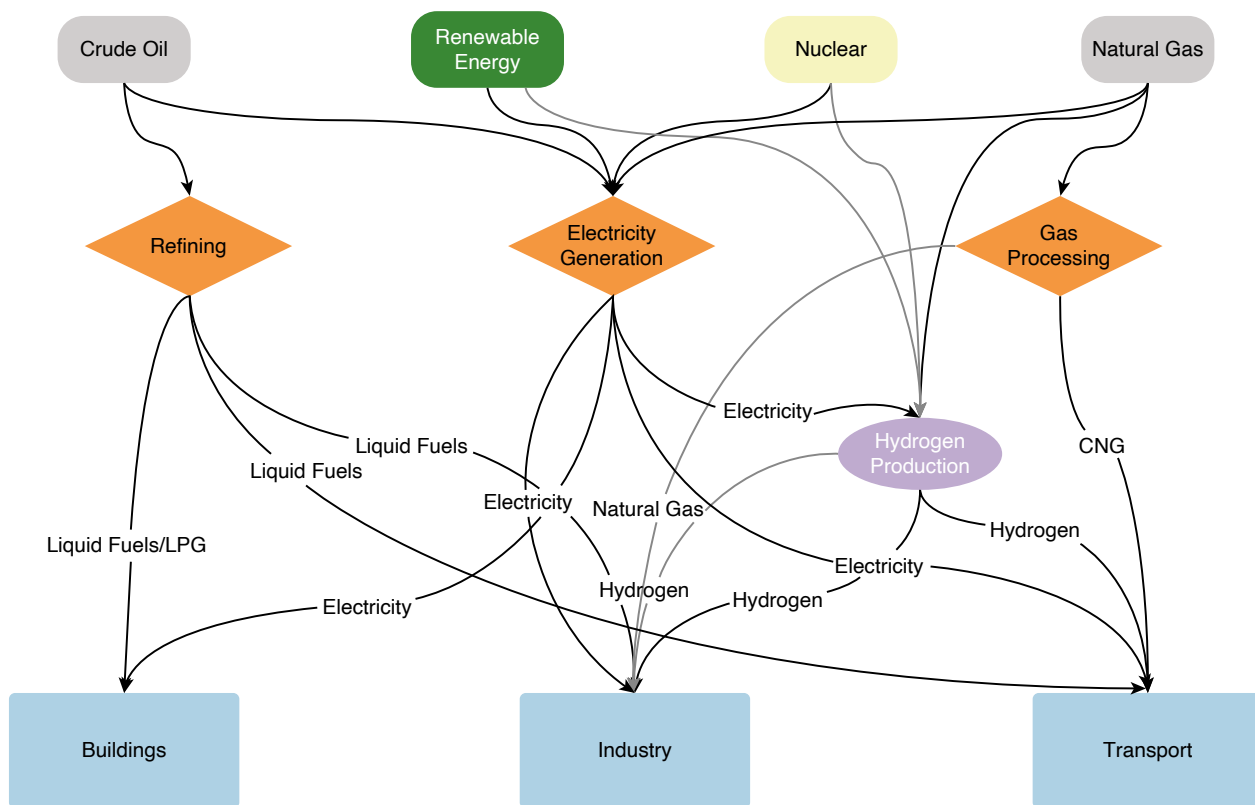 Crude Oil
Renewable
Energy
Nuclear
Natural Gas
Refining
Electricity
Generation
Gas
Processing
Electricity
Liquid Fuels
Hydrogen
Production
CNG
Liquid Fuels
Electricity
Natural Gas
Hydrogen
Liquid Fuels/LPG
Electricity
Hydrogen
Hydrogen
Electricity
Buildings
Industry
Transport